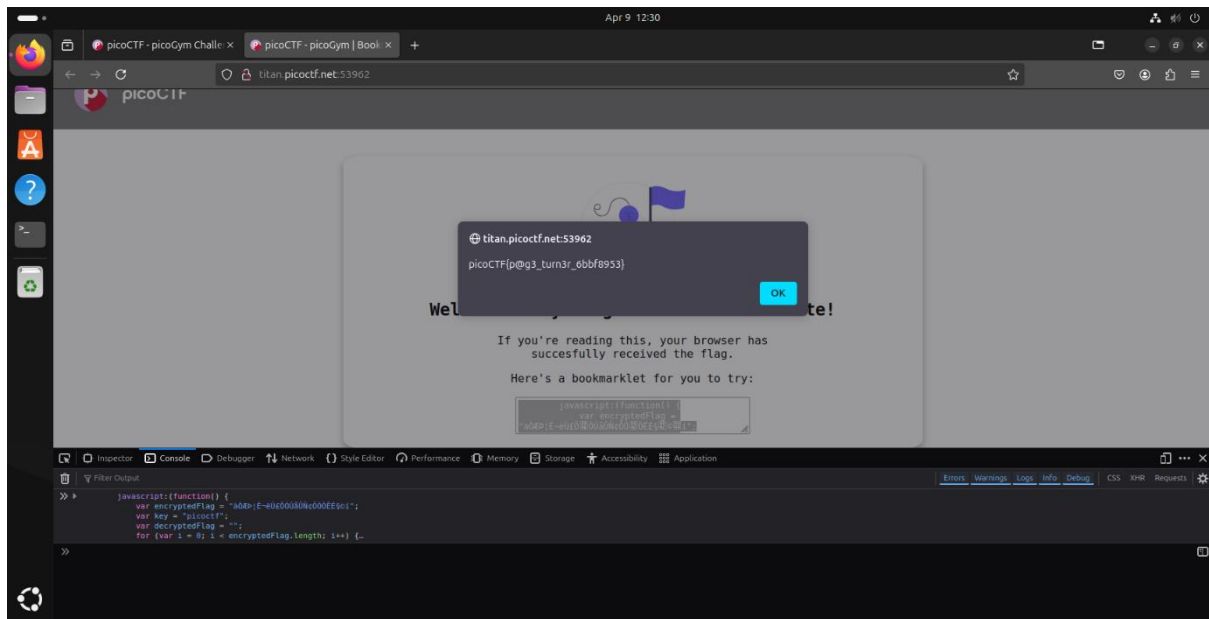 Apr 9 12:30
picoCTF - picoGym Challe
picoCTF - picoGym | Book
titan.picoctf.net:53962
picoCTF
titan.picoctf.net:53962
picoCTF{p@g3_turn3r_6bbf8953}
OK
Wel te!
If you're reading this, your browser has
succesfully received the flag.
Here's a bookmarklet for you to try:
javascript:(function() {
var encryptedFlag =
Inspector Console Debugger Network Style Editor Performance Memory Storage Accessibility Application
Filter Output Errors Warnings Logs Info Debug CSS XHR Requests
javascript:(function() {
var encryptedFlag =
var key = "picoctf";
var decryptedFlag = "";
for (var i = 0; i < encryptedFlag.length; i++) {…